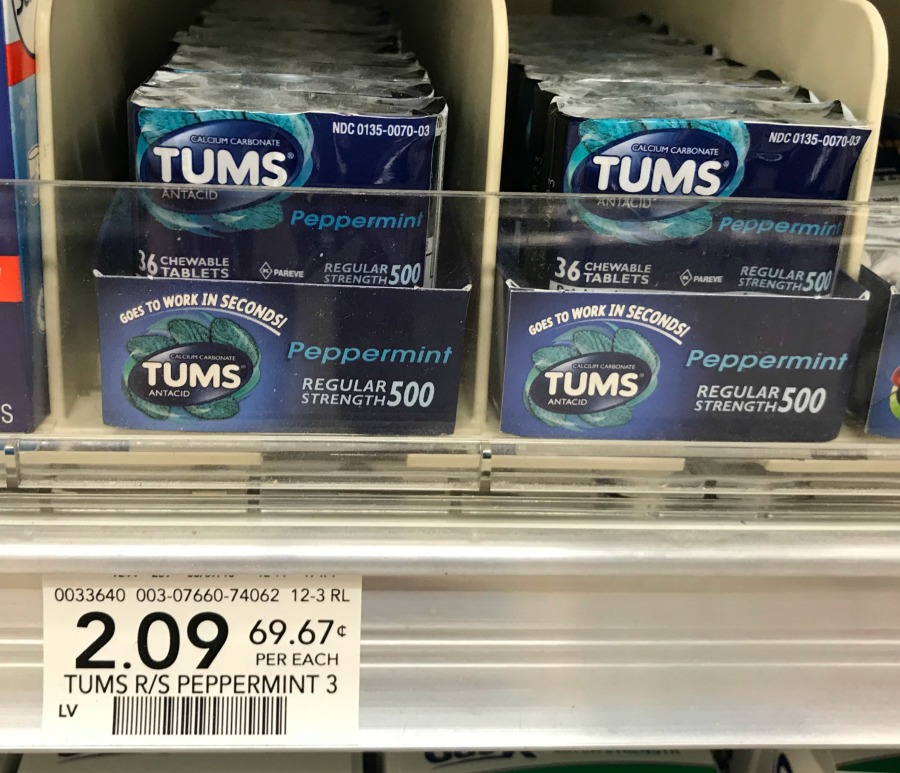 NDC 0135-0070-03
CALCIUM CARBONATE
TUMS®
ANTACID
Peppermint
36 CHEWABLE TABLETS
PAREVE
REGULAR STRENGTH 500
NDC 0135-0070-03
CALCIUM CARBONATE
TUMS®
ANTACID
Peppermint
36 CHEWABLE TABLETS
PAREVE
REGULAR STRENGTH 500
GOES TO WORK IN SECONDS!
CALCIUM CARBONATE
TUMS
ANTACID
Peppermint
REGULAR STRENGTH 500
GOES TO WORK IN SECONDS!
CALCIUM CARBONATE
TUMS
ANTACID
Peppermint
REGULAR STRENGTH 500
S
0033640 003-07660-74062 12-3 RL
2.09 69.67¢
PER EACH
TUMS R/S PEPPERMINT 3
LV